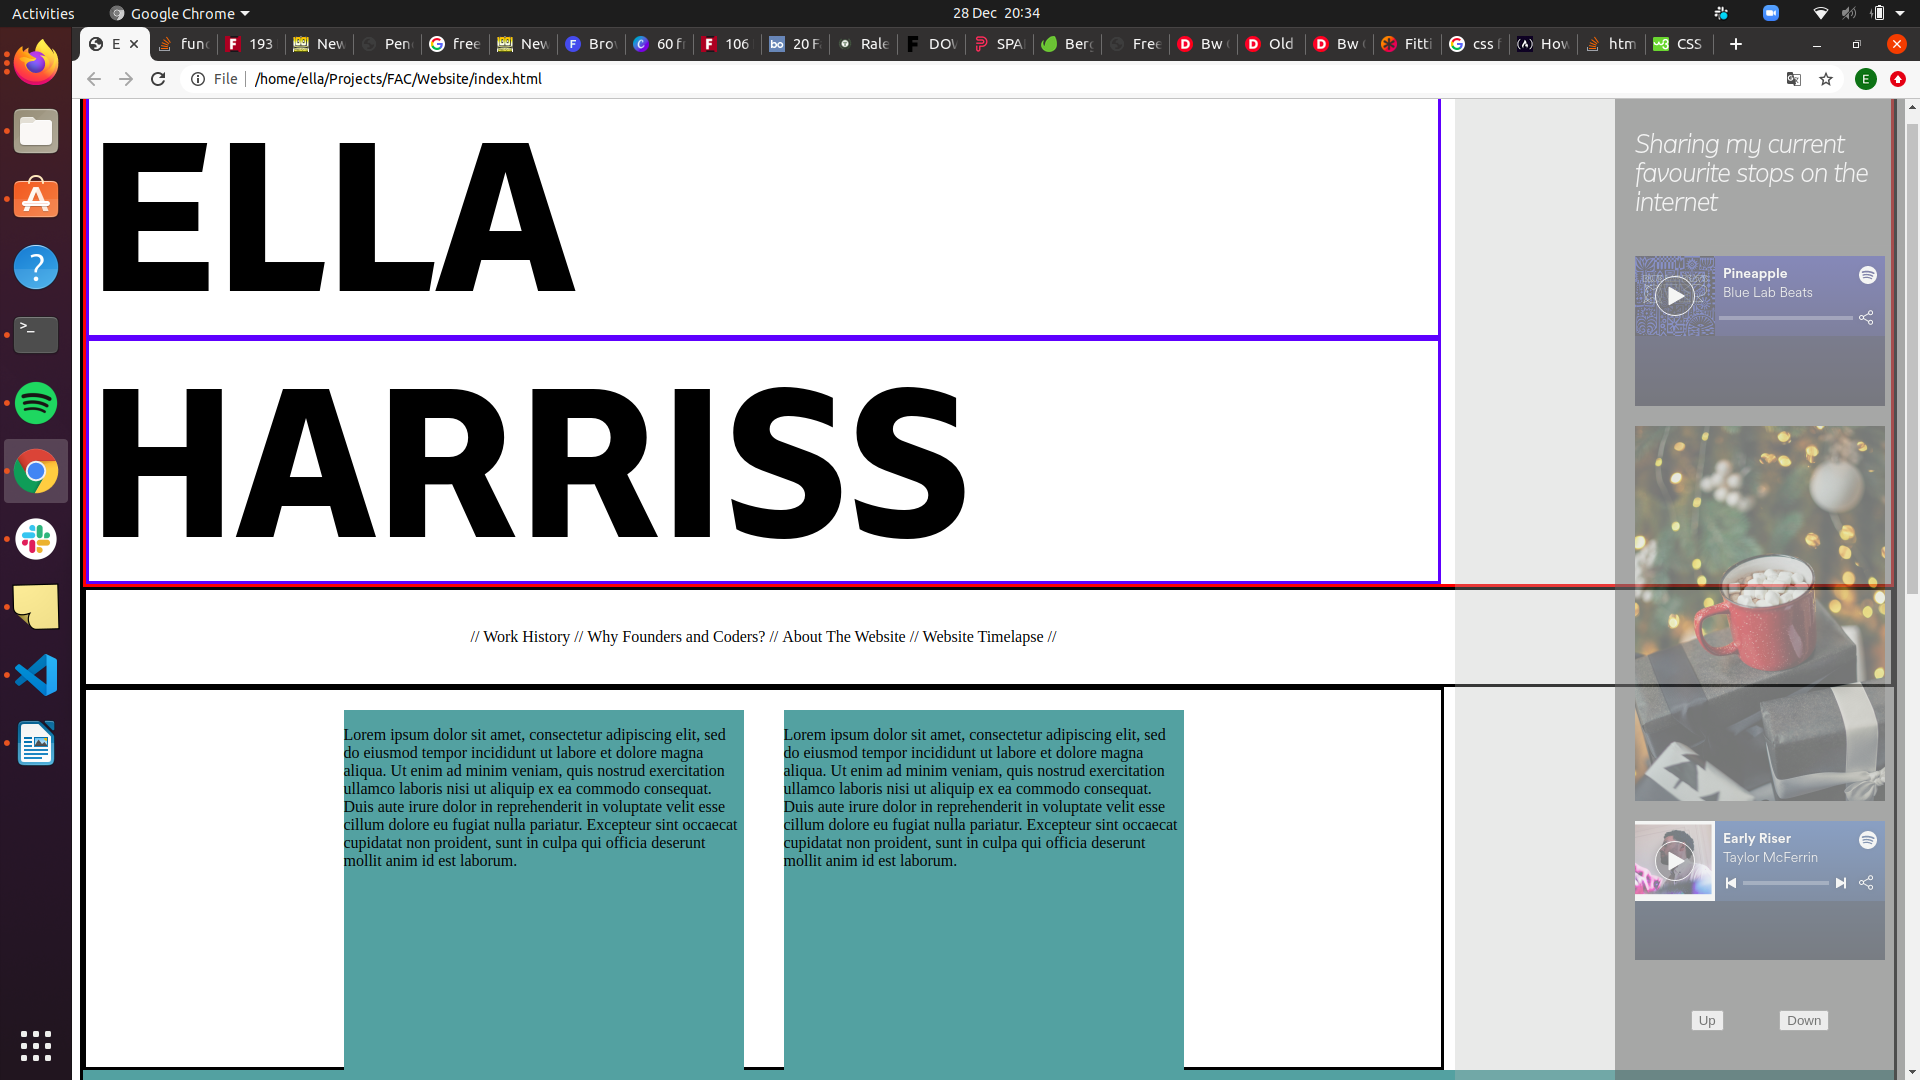 Activities
Google Chrome
28 Dec 20:34
E
func
193
New
Pen
free
New
Bro
60 f
106
20 F
Rale
DO
SPA
Berg
Free
Bw
Old
Bw
Fitti
css f
How
htm
CSS
File
/home/ella/Projects/FAC/Website/index.html
E
ELLA
HARRISS
// Work History // Why Founders and Coders? // About The Website // Website Timelapse //
Lorem ipsum dolor sit amet, consectetur adipiscing elit, sed
do eiusmod tempor incididunt ut labore et dolore magna
aliqua. Ut enim ad minim veniam, quis nostrud exercitation
ullamco laboris nisi ut aliquip ex ea commodo consequat.
Duis aute irure dolor in reprehenderit in voluptate velit esse
cillum dolore eu fugiat nulla pariatur. Excepteur sint occaecat
cupidatat non proident, sunt in culpa qui officia deserunt
mollit anim id est laborum.
Lorem ipsum dolor sit amet, consectetur adipiscing elit, sed
do eiusmod tempor incididunt ut labore et dolore magna
aliqua. Ut enim ad minim veniam, quis nostrud exercitation
ullamco laboris nisi ut aliquip ex ea commodo consequat.
Duis aute irure dolor in reprehenderit in voluptate velit esse
cillum dolore eu fugiat nulla pariatur. Excepteur sint occaecat
cupidatat non proident, sunt in culpa qui officia deserunt
mollit anim id est laborum.
Sharing my current
favourite stops on the
internet
Pineapple
Blue Lab Beats
Early Riser
Taylor McFerrin
Up
Down